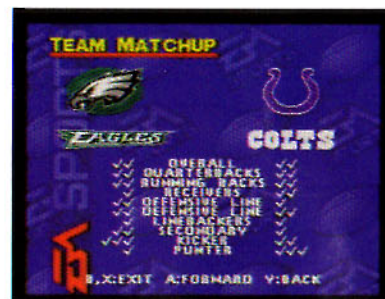 TEAM MATCHUP
EAGLES COLTS
OVERALL
QUARTERBACKS
RUNNING BACKS
RECEIVERS
OFFENSIVE LINE
DEFENSIVE LINE
LINEBACKERS
SECONDARY
KICKER
PUNTER
B,X:EXIT A:FORWARD Y:BACK